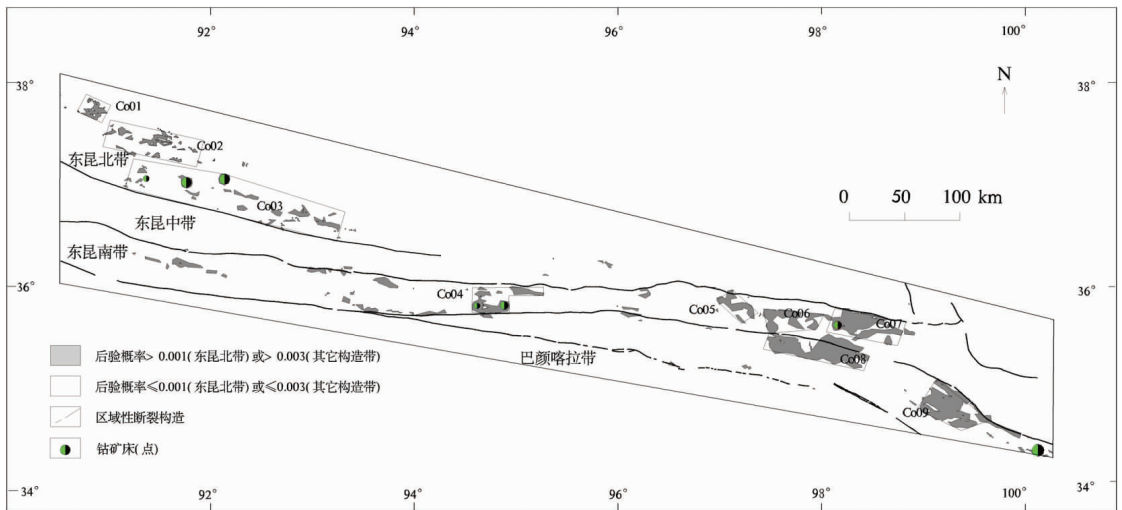 92° 94° 96° 98° 100°
38° 38°
N
Co01
Co02
东昆北带
Co03
0 50 100 km
东昆中带
东昆南带
36° 36°
Co04
Co05
Co06
Co07
巴颜喀拉带
Co08
后验概率> 0.001(东昆北带)或> 0.003(其它构造带)
后验概率≤0.001(东昆北带)或≤0.003(其它构造带)
区域性断裂构造
Co09
钴矿床(点)
34° 34°
92° 94° 96° 98° 100°